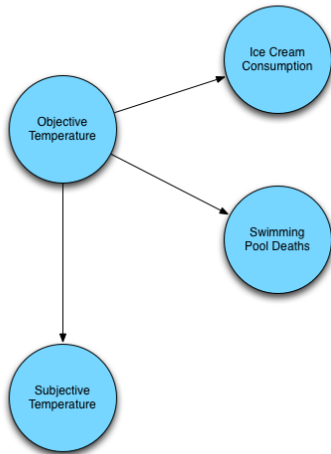 Ice Cream
Consumption
Objective
Temperature
Swimming
Pool Deaths
Subjective
Temperature